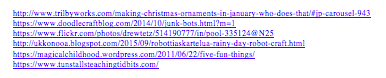 http://www.tribyworks.com/making-christmas-ornaments-in-january-who-does-that/#jp-carousel-943
https://www.doodlecraftblog.com/2014/10/junk-bots.html?m=1
https://www.flickr.com/photos/drewtetz/514190777/in/pool-335124@N25
http://ukkonooa.blogspot.com/2015/09/robottiaskartelua-rainy-day-robot-craft.html
https://magicalchildhood.wordpress.com/2011/06/22/five-fun-things/
https://www.tunstallsteachingtidbits.com/